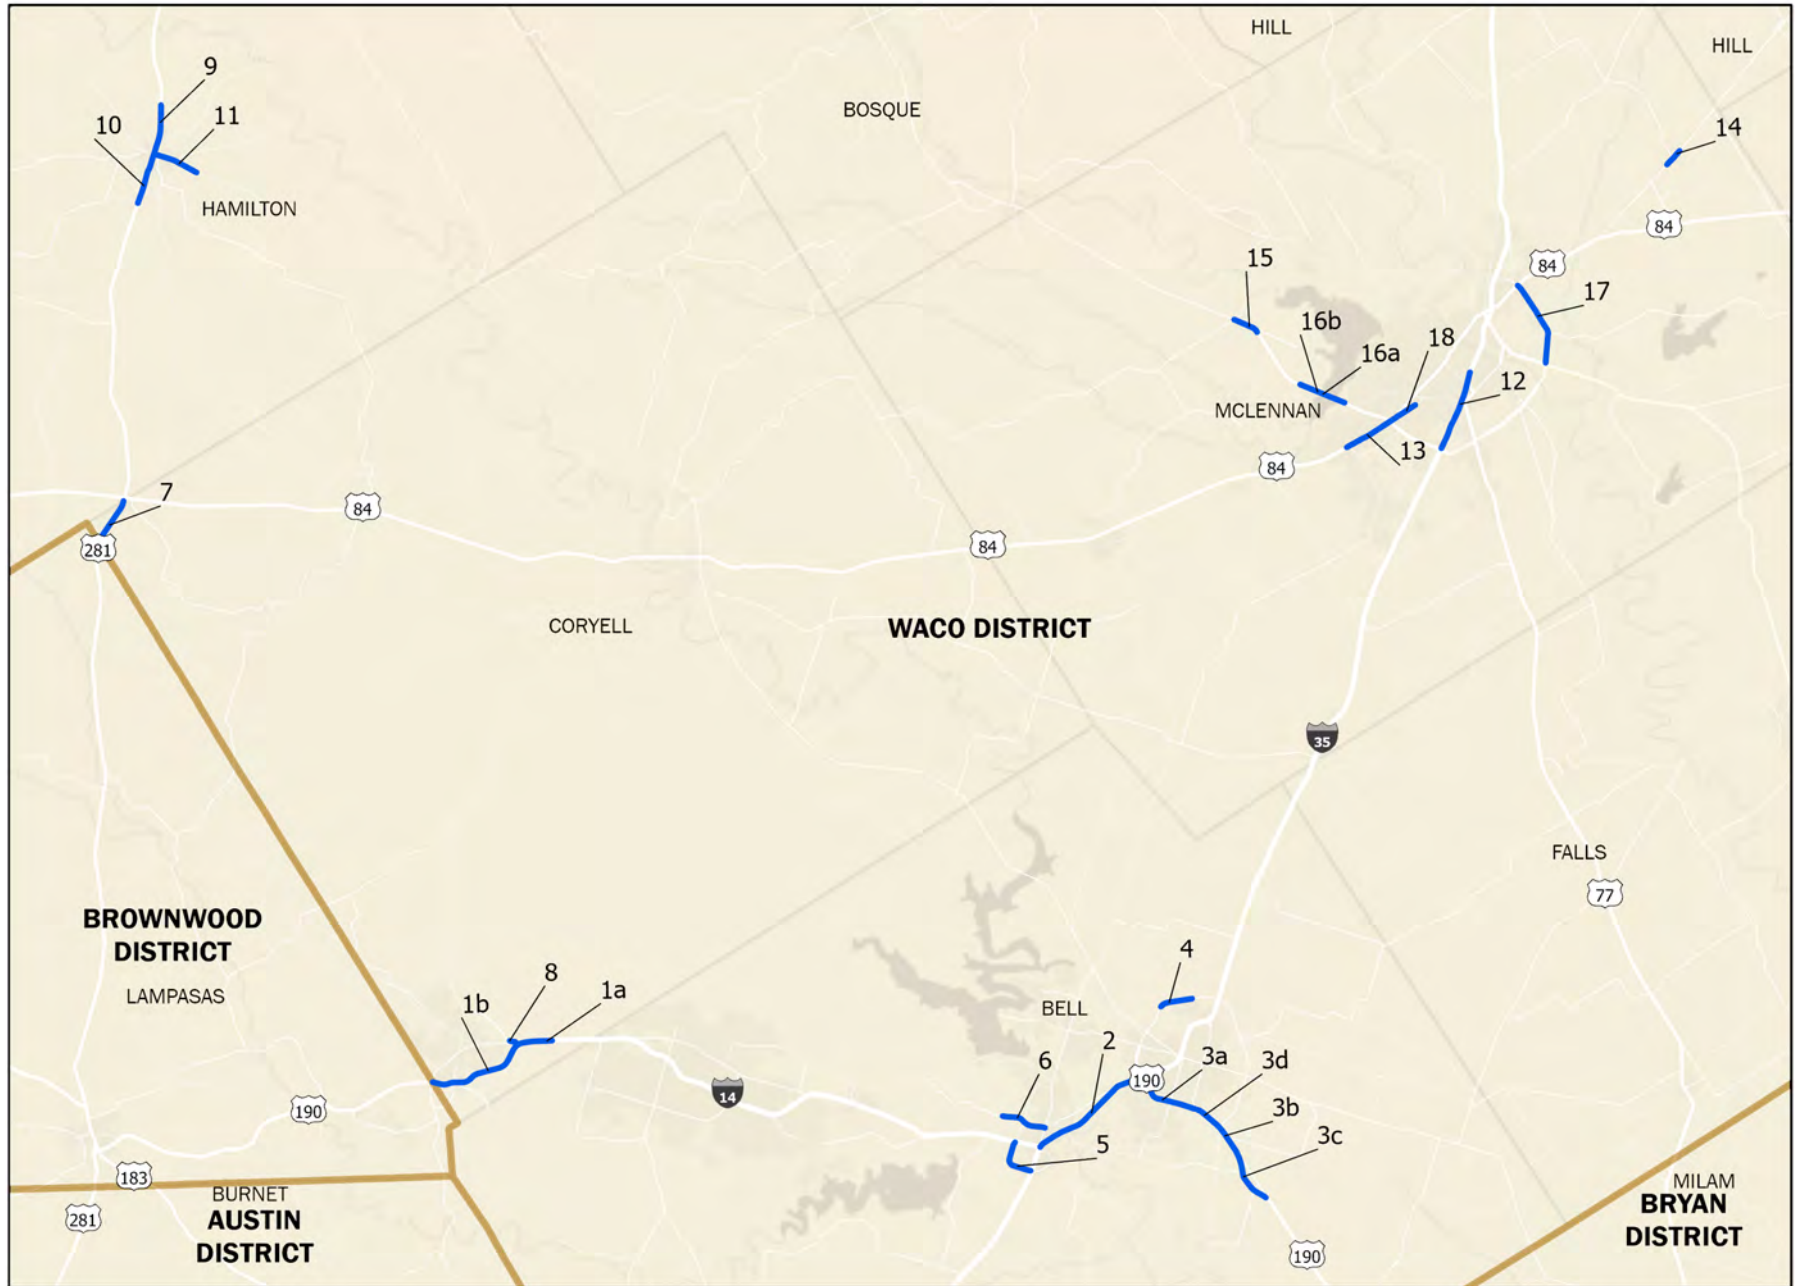 HILL
HILL
9
BOSQUE
11
10
14
HAMILTON
84
15
84
17
16b
18
16a
12
MCLENNAN
13
84
7
84
84
281
CORYELL
WACO DISTRICT
35
FALLS
77
BROWNWOOD
DISTRICT
LAMPASAS
4
8
1a
1b
BELL
2
6
3a
3d
190
14
190
3b
3c
5
183
BURNET
281
AUSTIN
DISTRICT
MILAM
BRYAN
DISTRICT
190